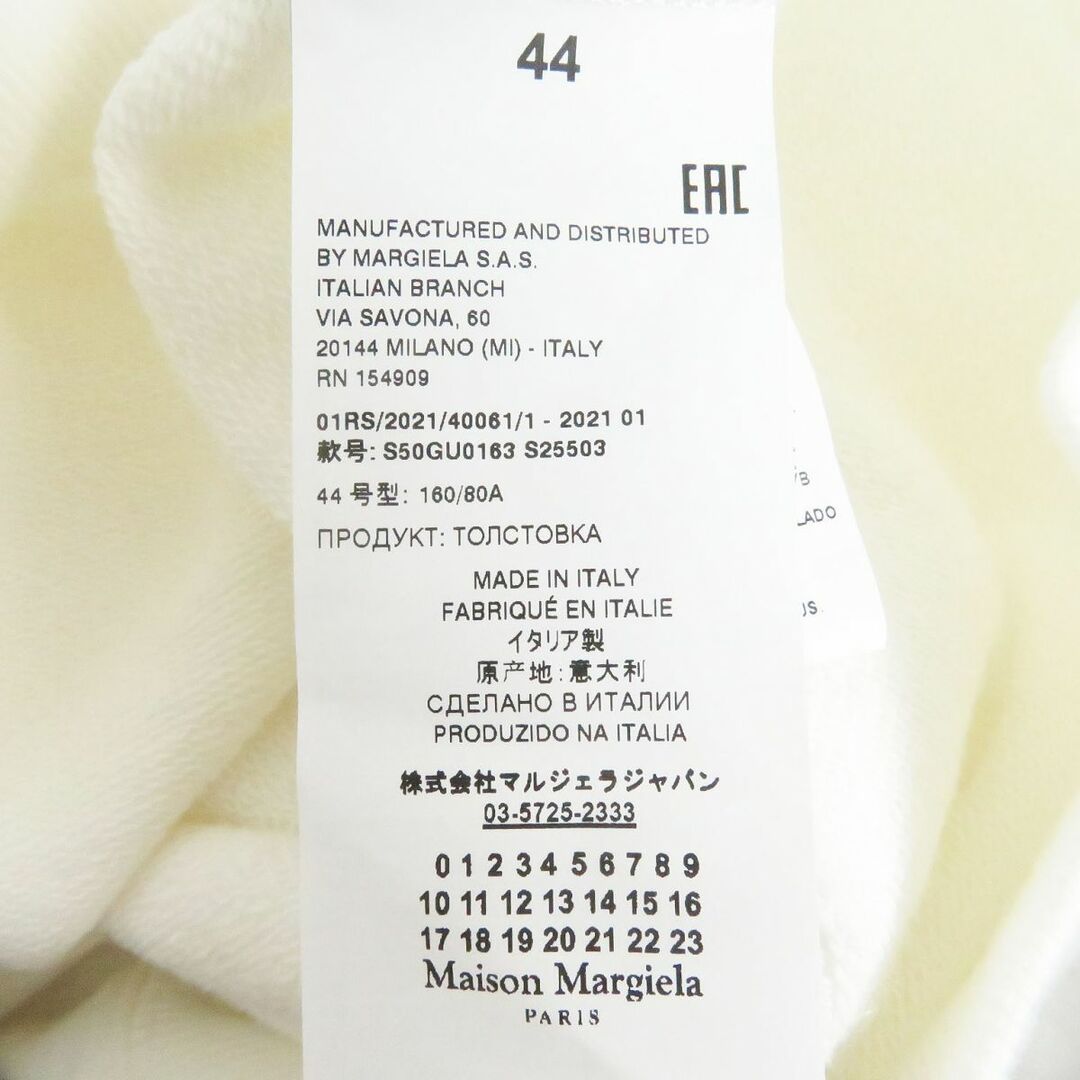 44
EAC
MANUFACTURED AND DISTRIBUTED
BY MARGIELA S.A.S.
ITALIAN BRANCH
VIA SAVONA, 60
20144 MILANO (MI) - ITALY
RN 154909
01RS/2021/40061/1 - 2021 01
款号: S50GU0163 S25503
44 号型: 160/80A
ПРОДУКТ: ТОЛСТОВКА
MADE IN ITALY
FABRIQUÉ EN ITALIE
イタリア製
原产地:意大利
СДЕЛАНО В ИТАЛИИ
PRODUZIDO NA ITALIA
株式会社マルジェラジャパン
03-5725-2333
0 1 2 3 4 5 6 7 8 9
10 11 12 13 14 15 16
17 18 19 20 21 22 23
Maison Margiela
PARIS